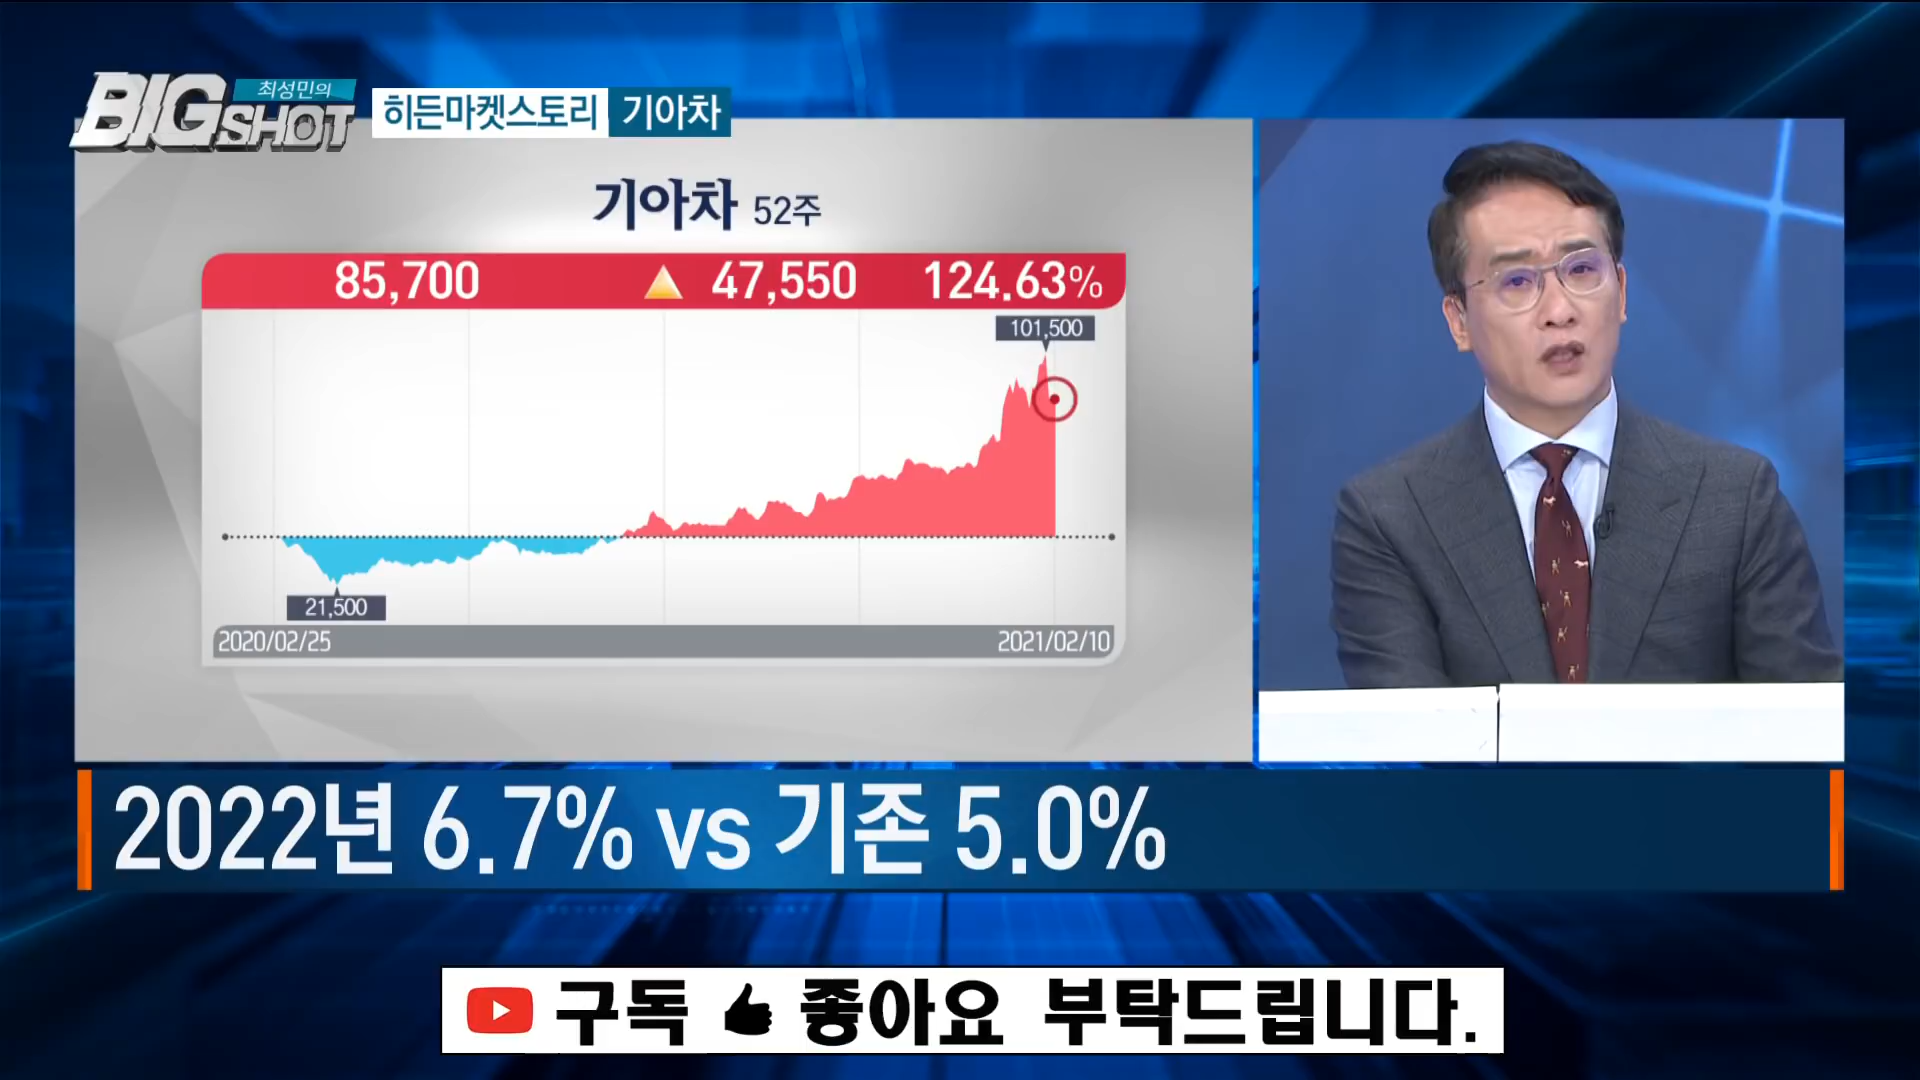 최성민의
BIG SHOT
히든마켓스토리 기아차
기아차 52주
85,700 ▲ 47,550 124.63%
101,500
21,500
2020/02/25 2021/02/10
2022년 6.7% vs 기존 5.0%
구독 좋아요 부탁드립니다.